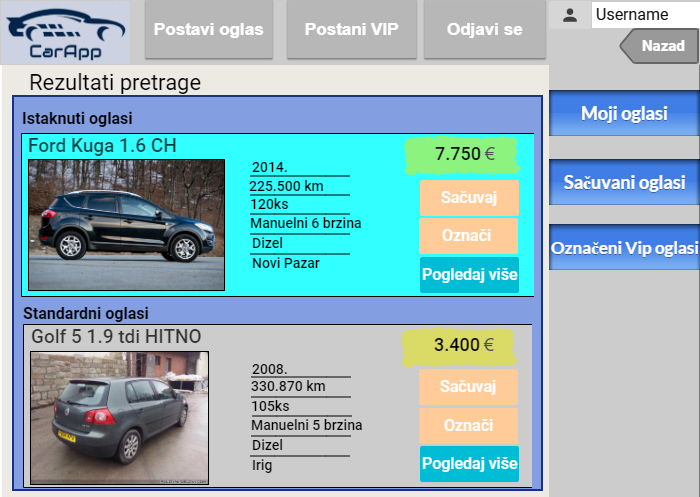 CarApp
Postavi oglas
Postani VIP
Odjavi se
Username
Nazad
Rezultati pretrage
Moji oglasi
Sačuvani oglasi
Označeni Vip oglasi
Istaknuti oglasi
Ford Kuga 1.6 CH
2014.
225.500 km
120ks
Manuelni 6 brzina
Dizel
Novi Pazar
7.750 €
Sačuvaj
Označi
Pogledaj više
Standardni oglasi
Golf 5 1.9 tdi HITNO
2008.
330.870 km
105ks
Manuelni 5 brzina
Dizel
Irig
3.400 €
Sačuvaj
Označi
Pogledaj više